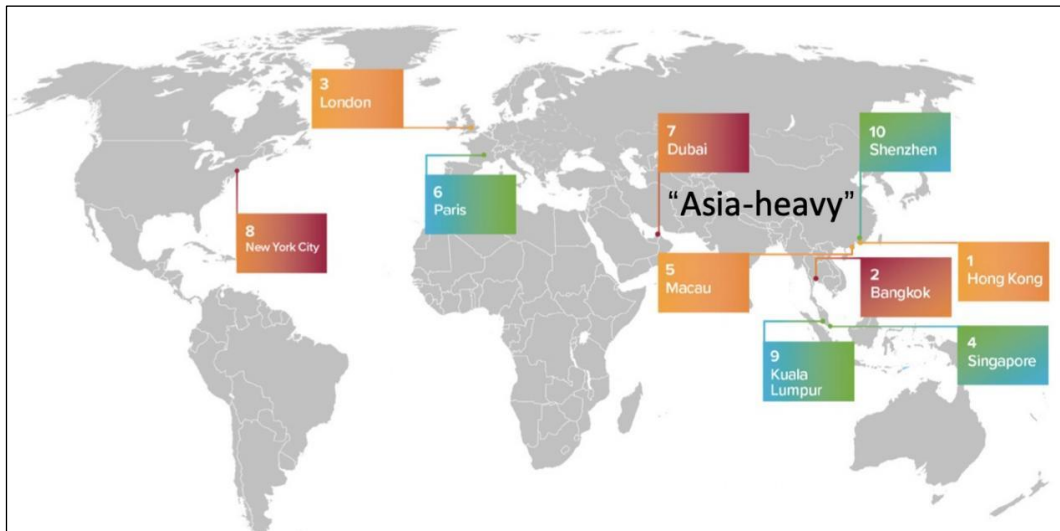 3
London
7
Dubai
10
Shenzhen
6
Paris
“Asia-heavy”
8
New York City
5
Macau
2
Bangkok
1
Hong Kong
9
Kuala
Lumpur
4
Singapore